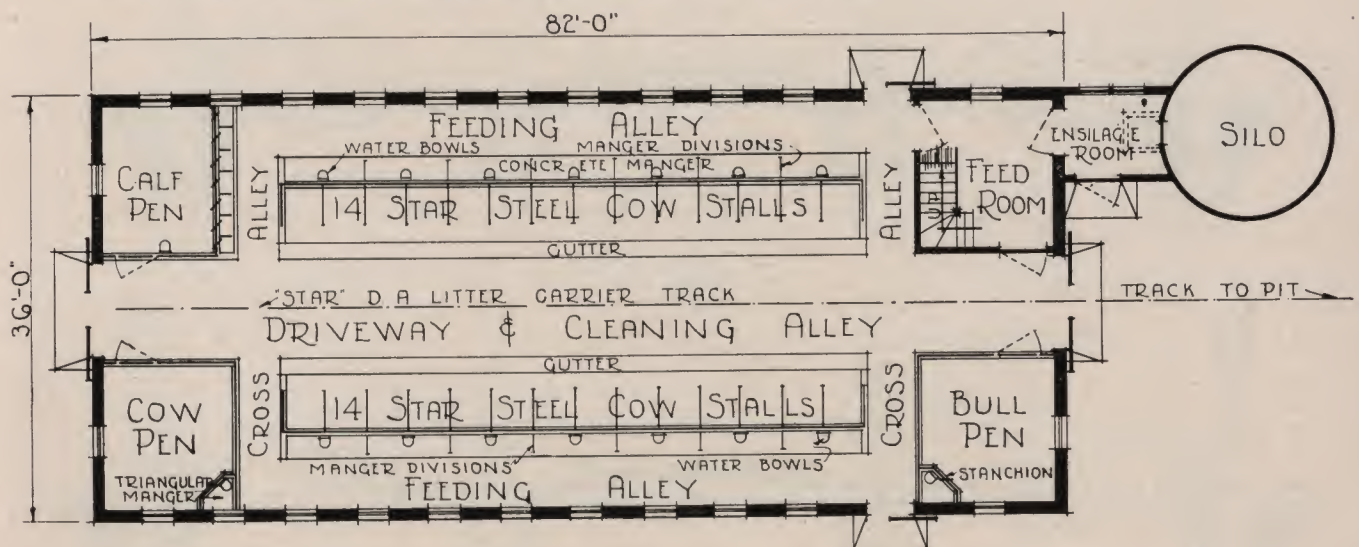 82'-0"
36'-0"
FEEDING ALLEY
WATER BOWLS
MANGER DIVISIONS
CONCRETE MANGER
CALF
PEN
ALLEY
14 STAR STEEL COW STALLS
GUTTER
ALLEY
UP
FEED
ROOM
ENSILAGE
ROOM
SILO
"STAR" D. A LITTER CARRIER TRACK
TRACK TO PIT
DRIVEWAY & CLEANING ALLEY
GUTTER
CROSS
14 STAR STEEL COW STALLS
CROSS
COW
PEN
TRIANGULAR
MANGER
MANGER DIVISIONS
WATER BOWLS
FEEDING ALLEY
BULL
PEN
STANCHION